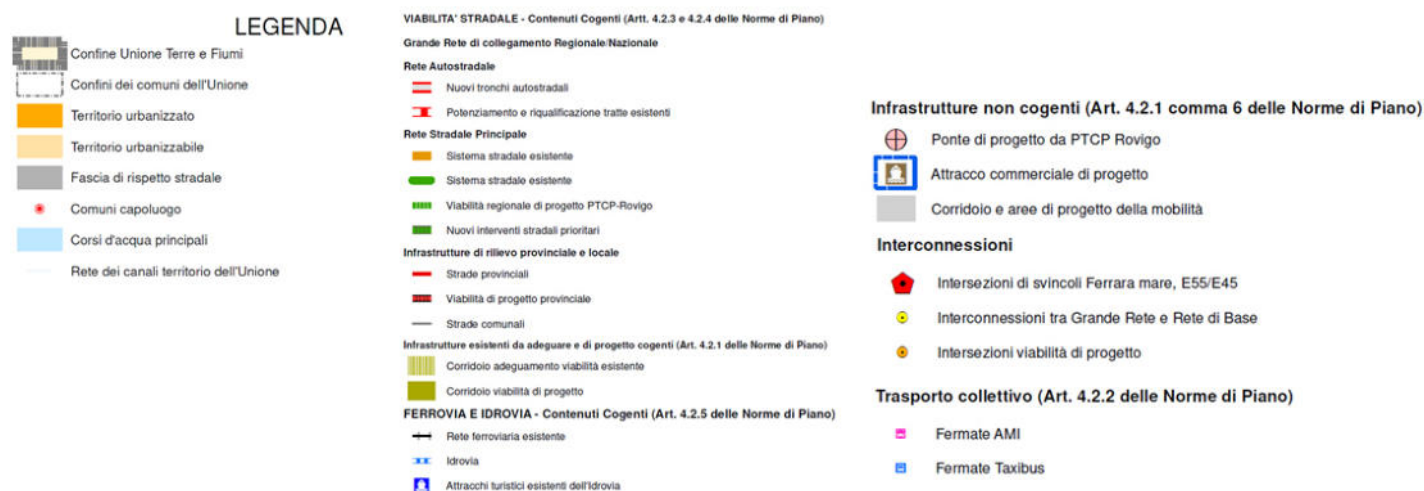 LEGENDA
Confine Unione Terre e Fiumi
Confini dei comuni dell'Unione
Territorio urbanizzato
Territorio urbanizzabile
Fascia di rispetto stradale
Comuni capoluogo
Corsi d'acqua principali
Rete dei canali territorio dell'Unione
VIABILITA' STRADALE - Contenuti Cogenti (Artt. 4.2.3 e 4.2.4 delle Norme di Piano)
Grande Rete di collegamento Regionale/Nazionale
Rete Autostradale
Nuovi tronchi autostradali
Potenziamento e riqualificazione tratte esistenti
Rete Stradale Principale
Sistema stradale esistente
Sistema stradale esistente
Viabilità regionale di progetto PTCP-Rovigo
Nuovi interventi stradali prioritari
Infrastrutture di rilievo provinciale e locale
Strade provinciali
Viabilità di progetto provinciale
Strade comunali
Infrastrutture esistenti da adeguare e di progetto cogenti (Art. 4.2.1 delle Norme di Piano)
Corridoio adeguamento viabilità esistente
Corridoio viabilità di progetto
FERROVIA E IDROVIA - Contenuti Cogenti (Art. 4.2.5 delle Norme di Piano)
Rete ferroviaria esistente
Idrovia
Attracchi turistici esistenti dell'Idrovia
Infrastrutture non cogenti (Art. 4.2.1 comma 6 delle Norme di Piano)
Ponte di progetto da PTCP Rovigo
Attracco commerciale di progetto
Corridoio e aree di progetto della mobilità
Interconnessioni
Intersezioni di svincoli Ferrara mare, E55/E45
Interconnessioni tra Grande Rete e Rete di Base
Intersezioni viabilità di progetto
Trasporto collettivo (Art. 4.2.2 delle Norme di Piano)
Fermate AMI
Fermate Taxibus